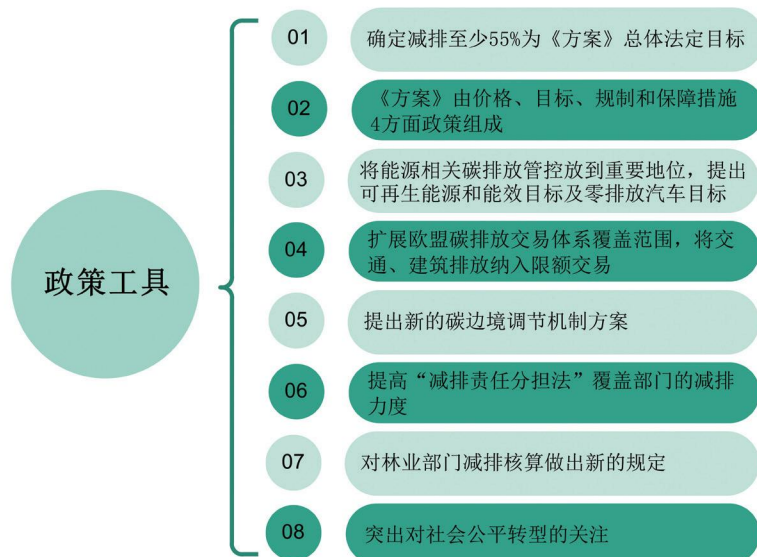 政策工具
01
确定减排至少55%为《方案》总体法定目标
02
《方案》由价格、目标、规制和保障措施
4方面政策组成
03
将能源相关碳排放管控放到重要地位，提出
可再生能源和能效目标及零排放汽车目标
04
扩展欧盟碳排放交易体系覆盖范围，将交
通、建筑排放纳入限额交易
05
提出新的碳边境调节机制方案
06
提高“减排责任分担法”覆盖部门的减排
力度
07
对林业部门减排核算做出新的规定
08
突出对社会公平转型的关注